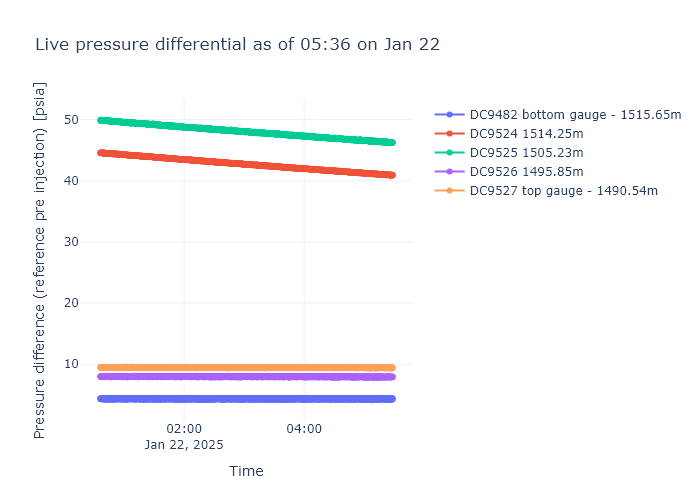 Live pressure differential as of 05:36 on Jan 22
Pressure difference (reference pre injection) [psia]
50
40
30
20
10
02:00
Jan 22, 2025
04:00
Time
DC9482 bottom gauge - 1515.65m
DC9524 1514.25m
DC9525 1505.23m
DC9526 1495.85m
DC9527 top gauge - 1490.54m